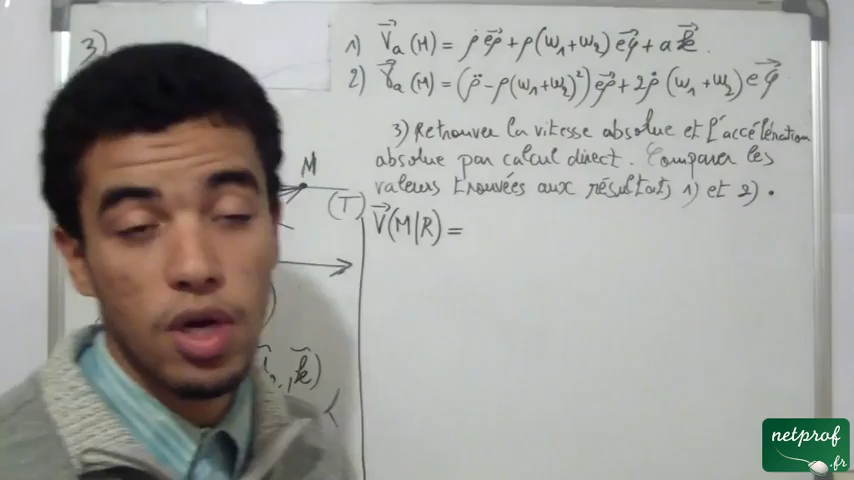 3)
1) V⃗a (M) = ρ̇ e⃗ρ + ρ(ω₁+ω₂) e⃗φ + a k⃗.
2) γ⃗a (M) = (ρ̈ - ρ(ω₁+ω₂)²) e⃗ρ + 2ρ̇ (ω₁+ω₂) e⃗φ
3) Retrouver la vitesse absolue et l'accélération
absolue par calcul direct. Comparer les
valeurs trouvées aux résultats 1) et 2).
M
(T)
V⃗(M|R) =
k⃗)
netprof
.fr